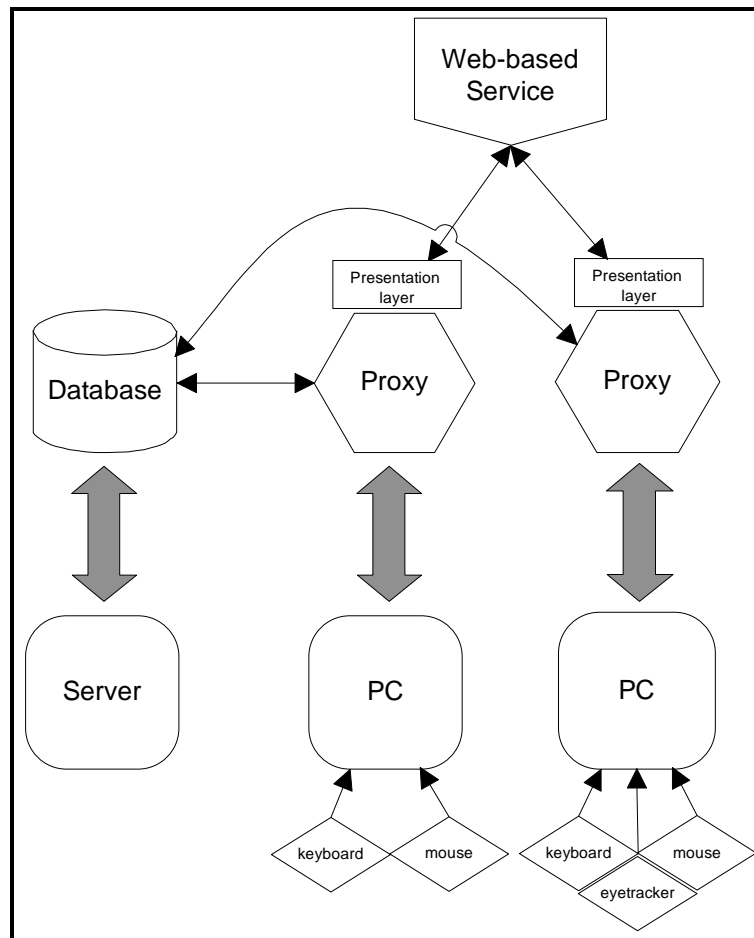 Web-based
Service
Presentation
layer
Presentation
layer
Database
Proxy
Proxy
Server
PC
PC
keyboard
mouse
keyboard
mouse
eyetracker